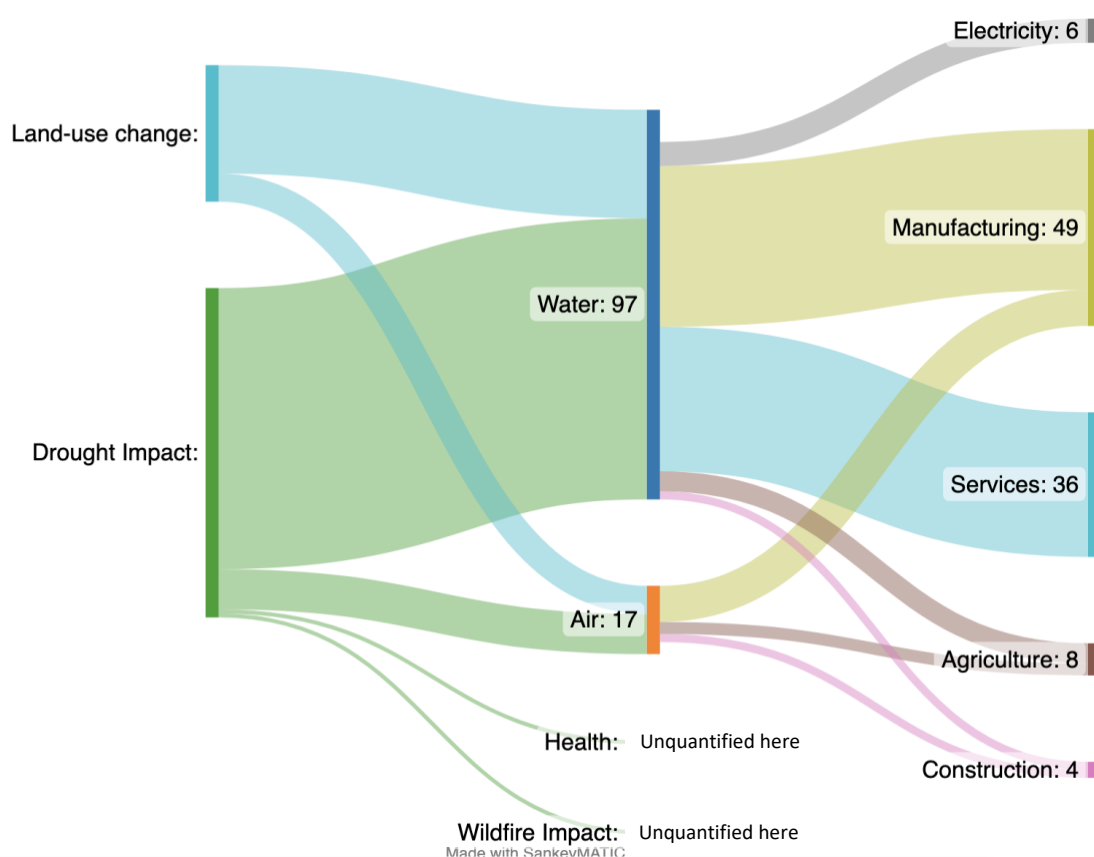 Electricity: 6
Land-use change:
Manufacturing: 49
Water: 97
Drought Impact:
Services: 36
Air: 17
Agriculture: 8
Health: Unquantified here
Construction: 4
Wildfire Impact: Unquantified here
Made with SankeyMATIC